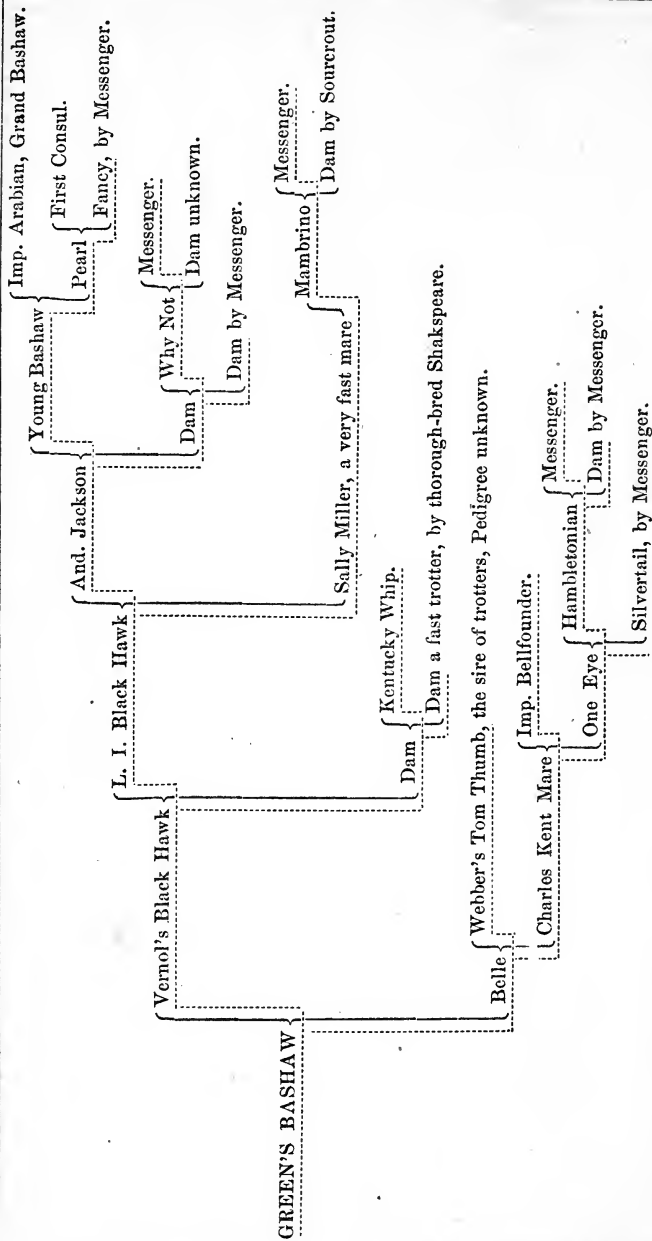 GREEN'S BASHAW
Vernol's Black Hawk
L. I. Black Hawk
And. Jackson
Young Bashaw
Imp. Arabian, Grand Bashaw.
Pearl
First Consul.
Fancy, by Messenger.
Dam
Why Not
Messenger.
Dam unknown.
Dam by Messenger.
Sally Miller, a very fast mare
Mambrino
Messenger.
Dam by Sourcrout.
Dam
Kentucky Whip.
Dam a fast trotter, by thorough-bred Shakspeare.
Belle
Webber's Tom Thumb, the sire of trotters, Pedigree unknown.
Charles Kent Mare
Imp. Bellfounder.
One Eye
Hambletonian
Messenger.
Dam by Messenger.
Silvertail, by Messenger.